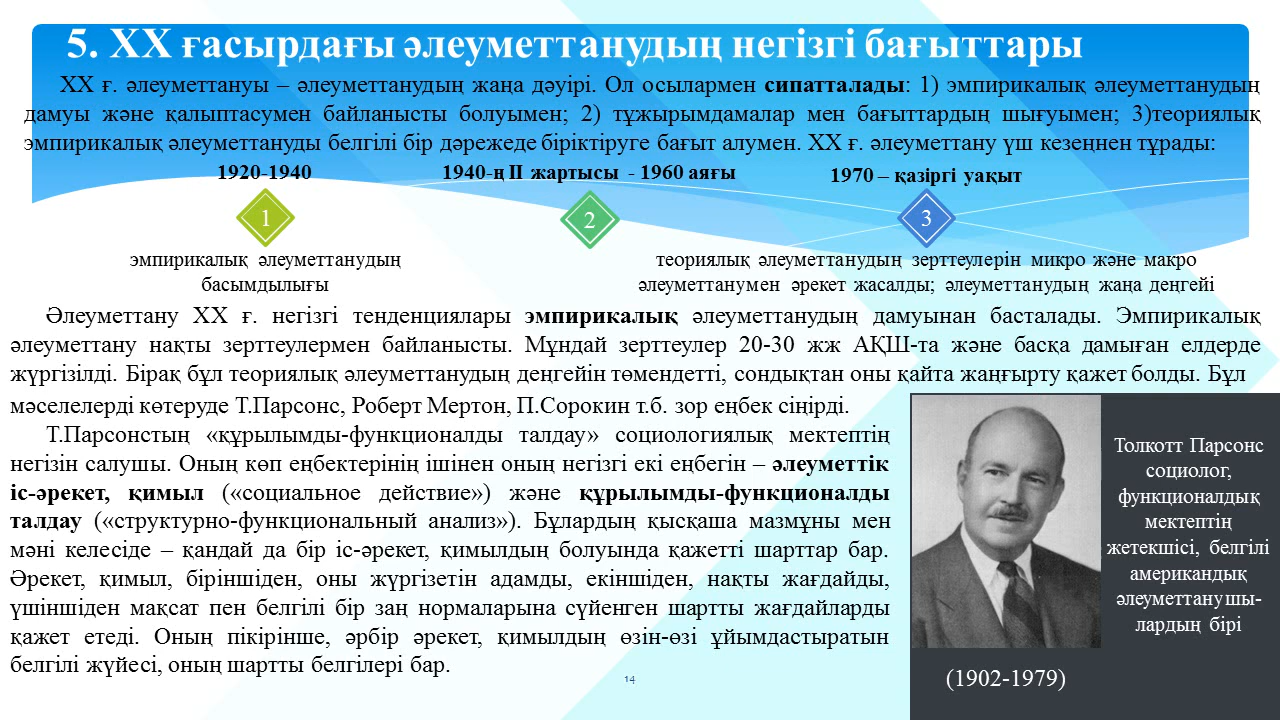 5. ХХ ғасырдағы әлеуметтанудың негізгі бағыттары
ХХ ғ. әлеуметтануы – әлеуметтанудың жаңа дәуірі. Ол осылармен сипатталады: 1) эмпирикалық әлеуметтанудың
дамуы және қалыптасумен байланысты болуымен; 2) тұжырымдамалар мен бағыттардың шығуымен; 3)теориялық
эмпирикалық әлеуметтануды белгілі бір дәрежеде біріктіруге бағыт алумен. ХХ ғ. әлеуметтану үш кезеңнен тұрады:
1920-1940
1940-ң II жартысы - 1960 аяғы
1970 – қазіргі уақыт
1
2
3
эмпирикалық әлеуметтанудың
басымдылығы
теориялық әлеуметтанудың зерттеулерін микро және макро
әлеуметтанумен әрекет жасалды; әлеуметтанудың жаңа деңгейі
Әлеуметтану ХХ ғ. негізгі тенденциялары эмпирикалық әлеуметтанудың дамуынан басталады. Эмпирикалық
әлеуметтану нақты зерттеулермен байланысты. Мұндай зерттеулер 20-30 жж АҚШ-та және басқа дамыған елдерде
жүргізілді. Бірақ бұл теориялық әлеуметтанудың деңгейін төмендетті, сондықтан оны қайта жаңғырту қажет болды. Бұл
мәселелерді көтеруде Т.Парсонс, Роберт Мертон, П.Сорокин т.б. зор еңбек сіңірді.
Т.Парсонстың «құрылымды-функционалды талдау» социологиялық мектептің
негізін салушы. Оның көп еңбектерінің ішінен оның негізгі екі еңбегін – әлеуметтік
іс-әрекет, қимыл («социальное действие») және құрылымды-функционалды
талдау («структурно-функциональный анализ»). Бұлардың қысқаша мазмұны мен
мәні келесіде – қандай да бір іс-әрекет, қимылдың болуында қажетті шарттар бар.
Әрекет, қимыл, біріншіден, оны жүргізетін адамды, екіншіден, нақты жағдайды,
үшіншіден мақсат пен белгілі бір заң нормаларына сүйенген шартты жағдайларды
қажет етеді. Оның пікірінше, әрбір әрекет, қимылдың өзін-өзі ұйымдастыратын
белгілі жүйесі, оның шартты белгілері бар.
Толкотт Парсонс
социолог,
функционалдық
мектептің
жетекшісі, белгілі
американдық
әлеуметтанушы-
лардың бірі
(1902-1979)
14